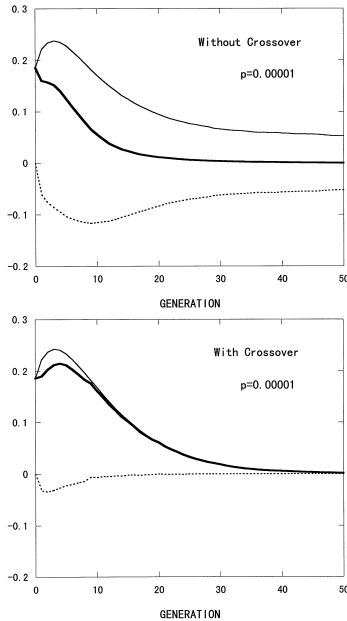 0.3
Without Crossover
p=0.00001
0.2
0.1
0
-0.1
-0.2
0 10 20 30 40 50
GENERATION
0.3
With Crossover
p=0.00001
0.2
0.1
0
-0.1
-0.2
0 10 20 30 40 50
GENERATION